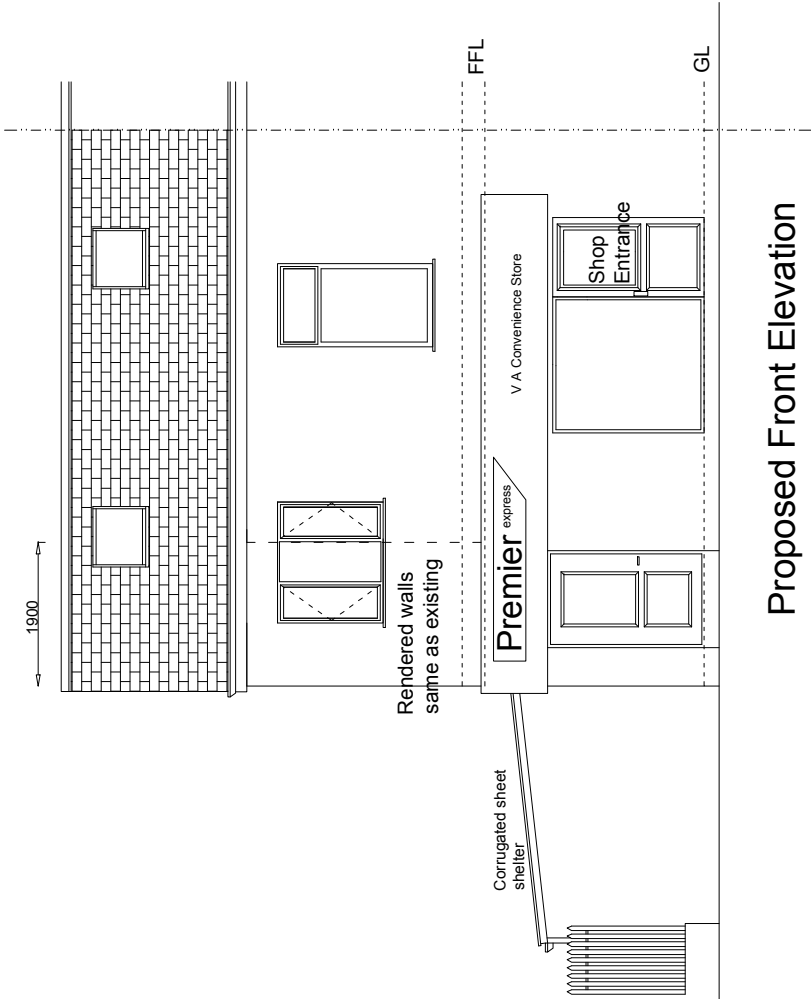 1900
Rendered walls
same as existing
FFL
Corrugated sheet
shelter
Premier express
V A Convenience Store
Shop
Entrance
GL
Proposed Front Elevation